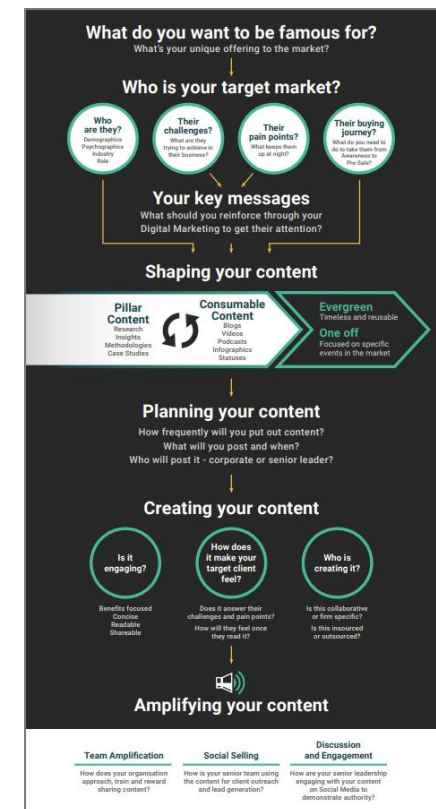 What do you want to be famous for?
What's your unique offering to the market?
Who is your target market?
Who
are they?
Demographics
Psychographics
Industry
Role
Their
challenges?
What are they
trying to achieve in
their business?
Their
pain points?
What keeps them
up at night?
Their buying
journey?
What do you need to
do to take them from
Awareness to
Pre-Sale?
Your key messages
What should you reinforce through your
Digital Marketing to get their attention?
Shaping your content
Pillar
Content
Research
Insights
Methodologies
Case Studies
Consumable
Content
Blogs
Videos
Podcasts
Infographics
Statuses
Evergreen
Timeless and reusable
One off
Focused on specific
events in the market
Planning your content
How frequently will you put out content?
What will you post and when?
Who will post it - corporate or senior leader?
Creating your content
Is it
engaging?
Benefits focused
Concise
Readable
Shareable
How does
it make your
target client
feel?
Does it answer their
challenges and pain points?
How will they feel once
they read it?
Who is
creating it?
Is this collaborative
or firm specific?
Is this insourced
or outsourced?
Amplifying your content
Team Amplification
How does your organisation
approach, train and reward
sharing content?
Social Selling
How is your senior team using
the content for client outreach
and lead generation?
Discussion
and Engagement
How are your senior leadership
engaging with your content
on Social Media to
demonstrate authority?